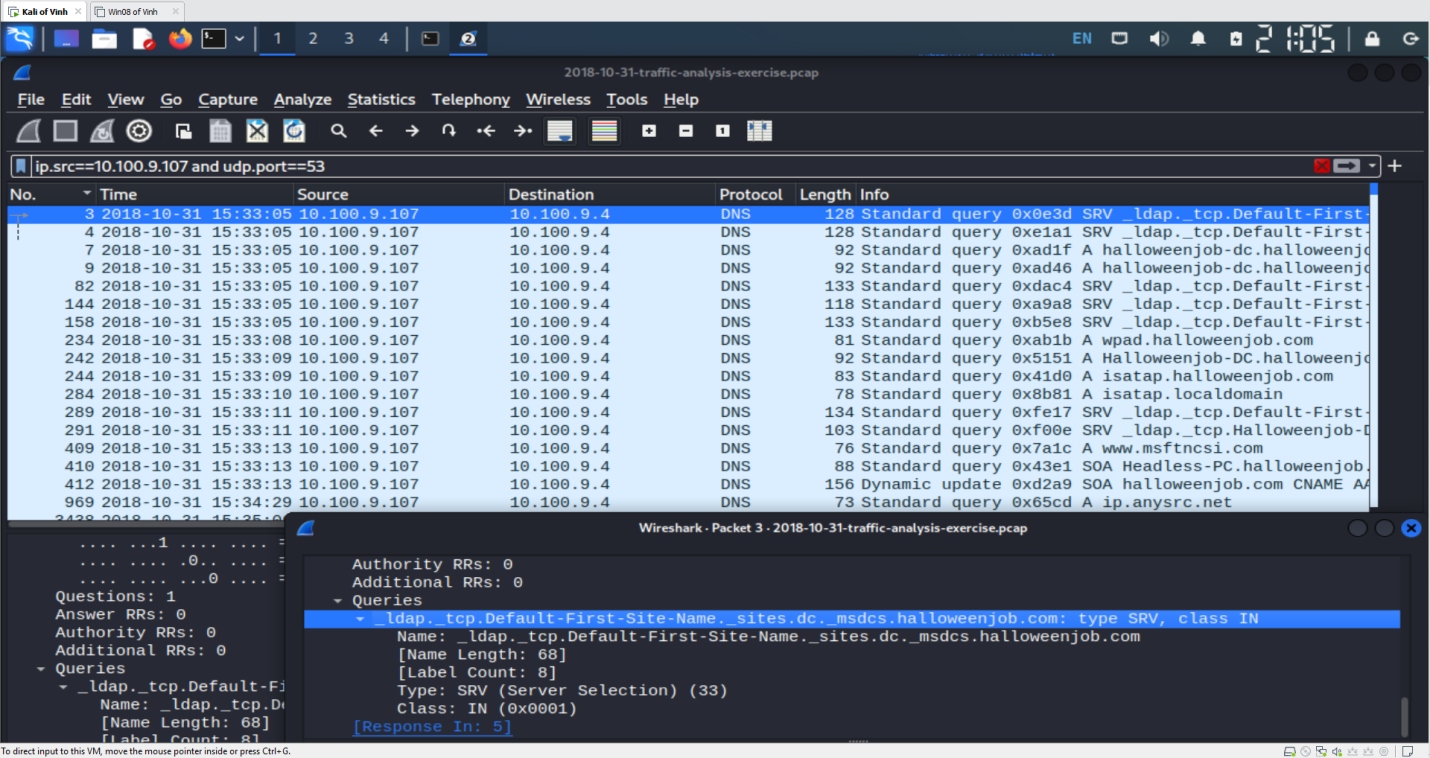 Kali of Vinh × Win08 of Vinh ×
1 2 3 4 EN 21:05
2018-10-31-traffic-analysis-exercise.pcap
File Edit View Go Capture Analyze Statistics Telephony Wireless Tools Help
ip.src==10.100.9.107 and udp.port==53
No. Time Source Destination Protocol Length Info
3 2018-10-31 15:33:05 10.100.9.107 10.100.9.4 DNS 128 Standard query 0x0e3d SRV _ldap._tcp.Default-First-
4 2018-10-31 15:33:05 10.100.9.107 10.100.9.4 DNS 128 Standard query 0xe1a1 SRV _ldap._tcp.Default-First-
7 2018-10-31 15:33:05 10.100.9.107 10.100.9.4 DNS 92 Standard query 0xad1f A halloweenjob-dc.halloweenjo
9 2018-10-31 15:33:05 10.100.9.107 10.100.9.4 DNS 92 Standard query 0xad46 A halloweenjob-dc.halloweenjo
82 2018-10-31 15:33:05 10.100.9.107 10.100.9.4 DNS 133 Standard query 0xdac4 SRV _ldap._tcp.Default-First-
144 2018-10-31 15:33:05 10.100.9.107 10.100.9.4 DNS 118 Standard query 0xa9a8 SRV _ldap._tcp.Default-First-
158 2018-10-31 15:33:05 10.100.9.107 10.100.9.4 DNS 133 Standard query 0xb5e8 SRV _ldap._tcp.Default-First-
234 2018-10-31 15:33:08 10.100.9.107 10.100.9.4 DNS 81 Standard query 0xab1b A wpad.halloweenjob.com
242 2018-10-31 15:33:09 10.100.9.107 10.100.9.4 DNS 92 Standard query 0x5151 A Halloweenjob-DC.halloweenjo
244 2018-10-31 15:33:09 10.100.9.107 10.100.9.4 DNS 83 Standard query 0x41d0 A isatap.halloweenjob.com
284 2018-10-31 15:33:10 10.100.9.107 10.100.9.4 DNS 78 Standard query 0x8b81 A isatap.localdomain
289 2018-10-31 15:33:11 10.100.9.107 10.100.9.4 DNS 134 Standard query 0xfe17 SRV _ldap._tcp.Default-First-
291 2018-10-31 15:33:11 10.100.9.107 10.100.9.4 DNS 103 Standard query 0xf00e SRV _ldap._tcp.Halloweenjob-D
409 2018-10-31 15:33:13 10.100.9.107 10.100.9.4 DNS 76 Standard query 0x7a1c A www.msftncsi.com
410 2018-10-31 15:33:13 10.100.9.107 10.100.9.4 DNS 88 Standard query 0x43e1 SOA Headless-PC.halloweenjob.
412 2018-10-31 15:33:13 10.100.9.107 10.100.9.4 DNS 156 Dynamic update 0xd2a9 SOA halloweenjob.com CNAME AA
969 2018-10-31 15:34:29 10.100.9.107 10.100.9.4 DNS 73 Standard query 0x65cd A ip.anysrc.net
.... ...1 .... .... =
.... .... .0.. .... =
.... .... ...0 .... =
Questions: 1
Answer RRs: 0
Authority RRs: 0
Additional RRs: 0
Queries
_ldap._tcp.Default-Fi
Name: _ldap._tcp.De
[Name Length: 68]
[Label Count: 8]
Wireshark · Packet 3 · 2018-10-31-traffic-analysis-exercise.pcap
Authority RRs: 0
Additional RRs: 0
Queries
_ldap._tcp.Default-First-Site-Name._sites.dc._msdcs.halloweenjob.com: type SRV, class IN
Name: _ldap._tcp.Default-First-Site-Name._sites.dc._msdcs.halloweenjob.com
[Name Length: 68]
[Label Count: 8]
Type: SRV (Server Selection) (33)
Class: IN (0x0001)
[Response In: 5]
To direct input to this VM, move the mouse pointer inside or press Ctrl+G.